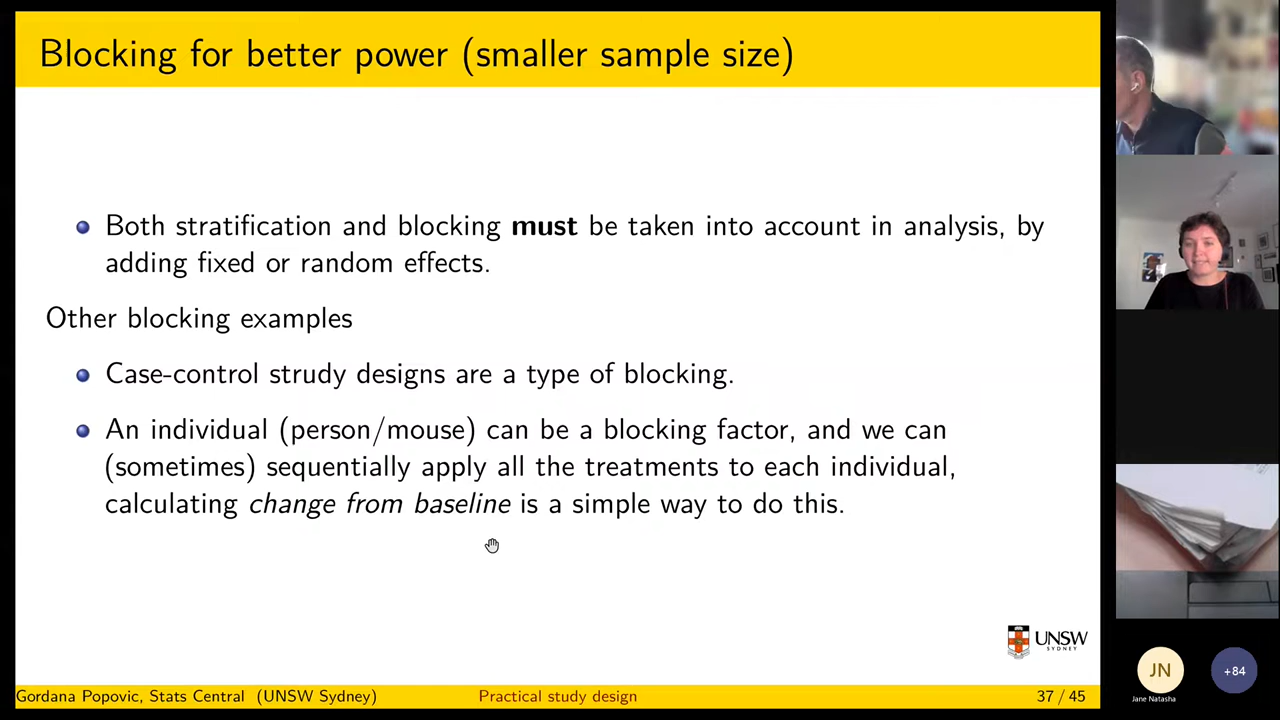 Blocking for better power (smaller sample size)
Both stratification and blocking must be taken into account in analysis, by
adding fixed or random effects.
Other blocking examples
Case-control strudy designs are a type of blocking.
An individual (person/mouse) can be a blocking factor, and we can
(sometimes) sequentially apply all the treatments to each individual,
calculating change from baseline is a simple way to do this.
UNSW
SYDNEY
Gordana Popovic, Stats Central (UNSW Sydney)
Practical study design
37 / 45
JN
+84
Jane Natasha